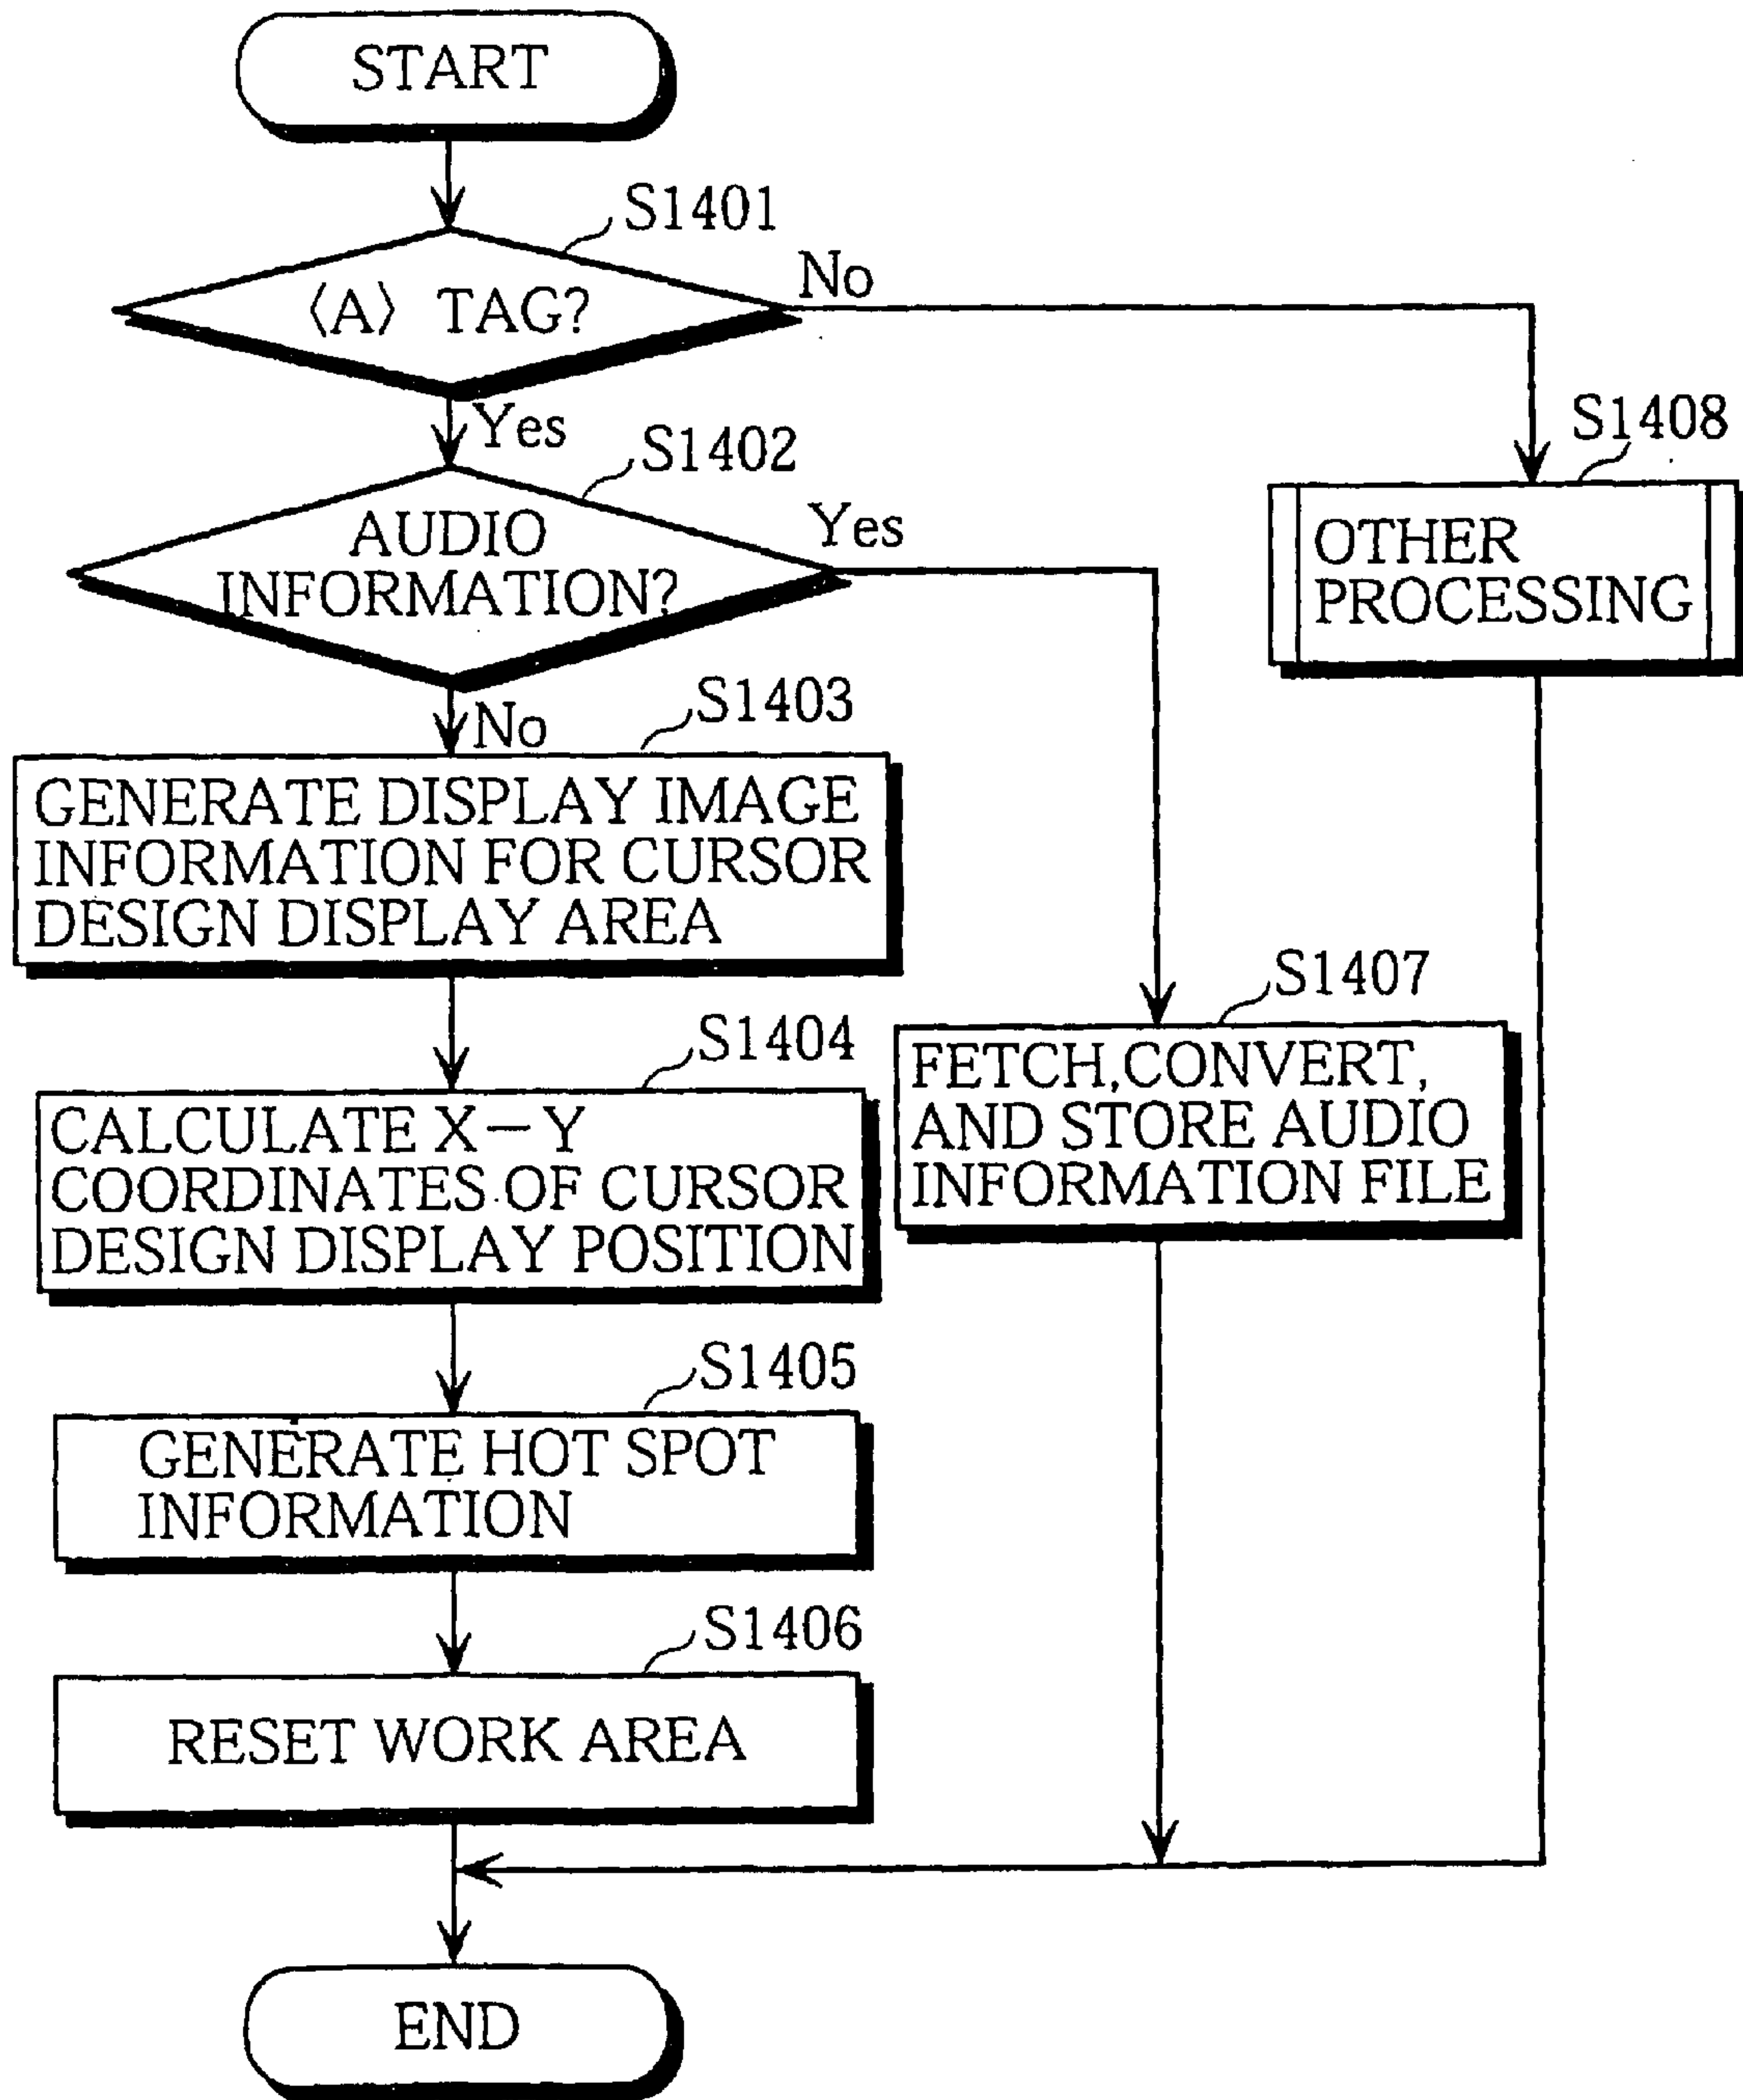 START
S1401
〈A〉 TAG?
No
Yes
S1402
AUDIO
INFORMATION?
Yes
S1408
OTHER
PROCESSING
No
S1403
GENERATE DISPLAY IMAGE
INFORMATION FOR CURSOR
DESIGN DISPLAY AREA
S1404
CALCULATE X－Y
COORDINATES OF CURSOR
DESIGN DISPLAY POSITION
S1407
FETCH,CONVERT,
AND STORE AUDIO
INFORMATION FILE
S1405
GENERATE HOT SPOT
INFORMATION
S1406
RESET WORK AREA
END